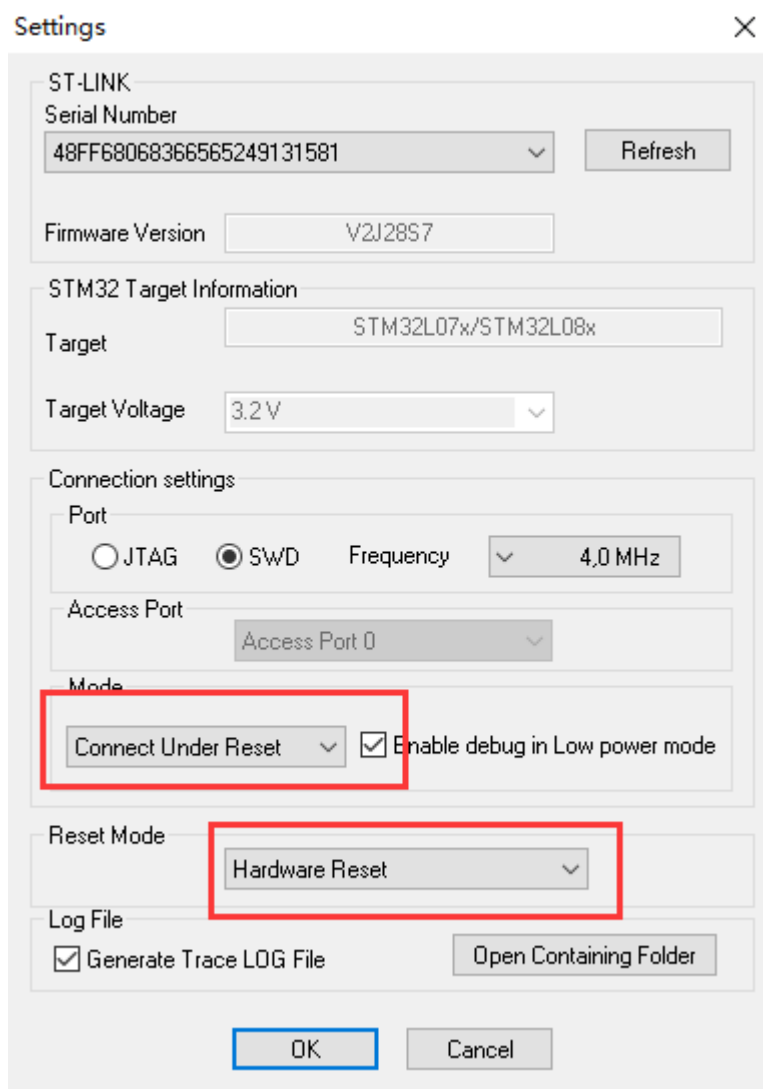 Settings
ST-LINK
Serial Number
48FF68068366565249131581
Refresh
Firmware Version
V2J28S7
STM32 Target Information
Target
STM32L07x/STM32L08x
Target Voltage
3.2 V
Connection settings
Port
JTAG
SWD
Frequency
4,0 MHz
Access Port
Access Port 0
Mode
Connect Under Reset
Enable debug in Low power mode
Reset Mode
Hardware Reset
Log File
Generate Trace LOG File
Open Containing Folder
OK
Cancel